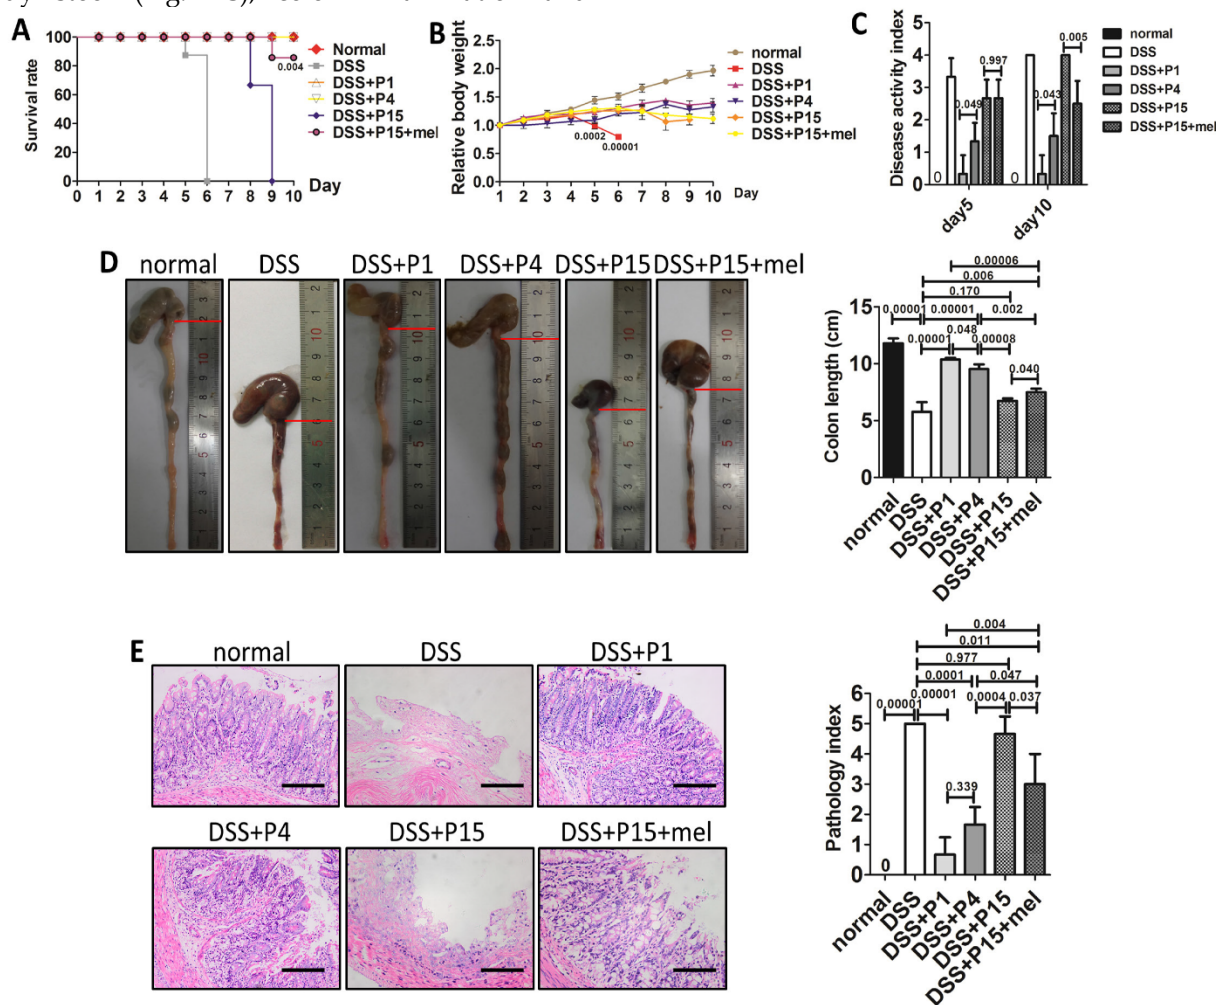 A
Survival rate
100
80
60
40
20
0
0 1 2 3 4 5 6 7 8 9 10 Day
0.004
Normal
DSS
DSS+P1
DSS+P4
DSS+P15
DSS+P15+mel
B
Relative body weight
2.5
2.0
1.5
1.0
0.5
0.0
1 2 3 4 5 6 7 8 9 10 Day
0.0002
0.00001
normal
DSS
DSS+P1
DSS+P4
DSS+P15
DSS+P15+mel
C
Disease activity index
5
4
3
2
1
0
0 0.049 0.997
0 0.043 0.005
day5 day10
normal
DSS
DSS+P1
DSS+P4
DSS+P15
DSS+P15+mel
D
normal DSS DSS+P1 DSS+P4 DSS+P15 DSS+P15+mel
Colon length (cm)
15
10
5
0
0.00006
0.006
0.170
0.00001 0.00001 0.002
0.048
0.00001 0.00008
0.040
normal DSS DSS+P1 DSS+P4 DSS+P15 DSS+P15+mel
E
normal DSS DSS+P1
DSS+P4 DSS+P15 DSS+P15+mel
Pathology index
6
5
4
3
2
1
0
0.004
0.011
0.977
0.0001 0.047
0.00001 0.00001 0.0004 0.037
0.339
0
normal DSS DSS+P1 DSS+P4 DSS+P15 DSS+P15+mel